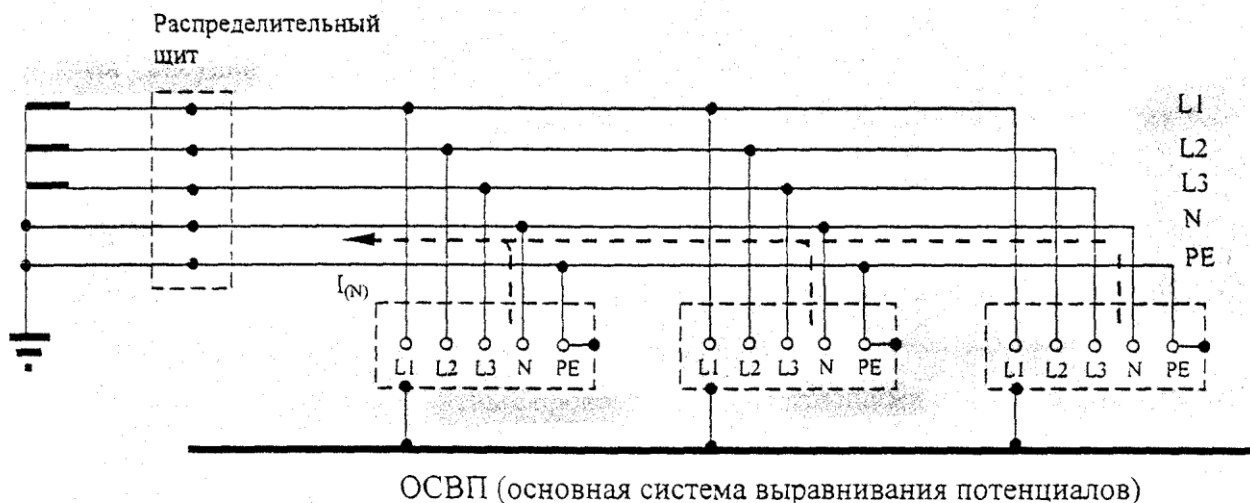 Распределительный
щит
L1
L2
L3
N
PE
I(N)
L1 L2 L3 N PE
L1 L2 L3 N PE
L1 L2 L3 N PE
ОСВП (основная система выравнивания потенциалов)